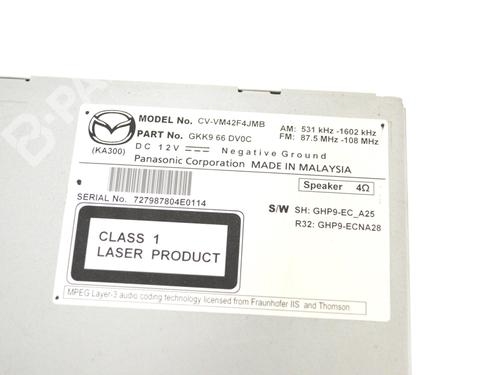 MODEL No. CV-VM42F4JMB AM: 531 kHz -1602 kHz
PART No. GKK9 66 DV0C FM: 87.5 MHz -108 MHz
(KA300) DC 12V Negative Ground
Panasonic Corporation MADE IN MALAYSIA
Speaker 4Ω
SERIAL No. 727987804E0114
S/W SH: GHP9-EC_A25
R32: GHP9-ECNA28
CLASS 1
LASER PRODUCT
MPEG Layer-3 audio coding technology licensed from Fraunhofer IIS and Thomson
B-PARTS